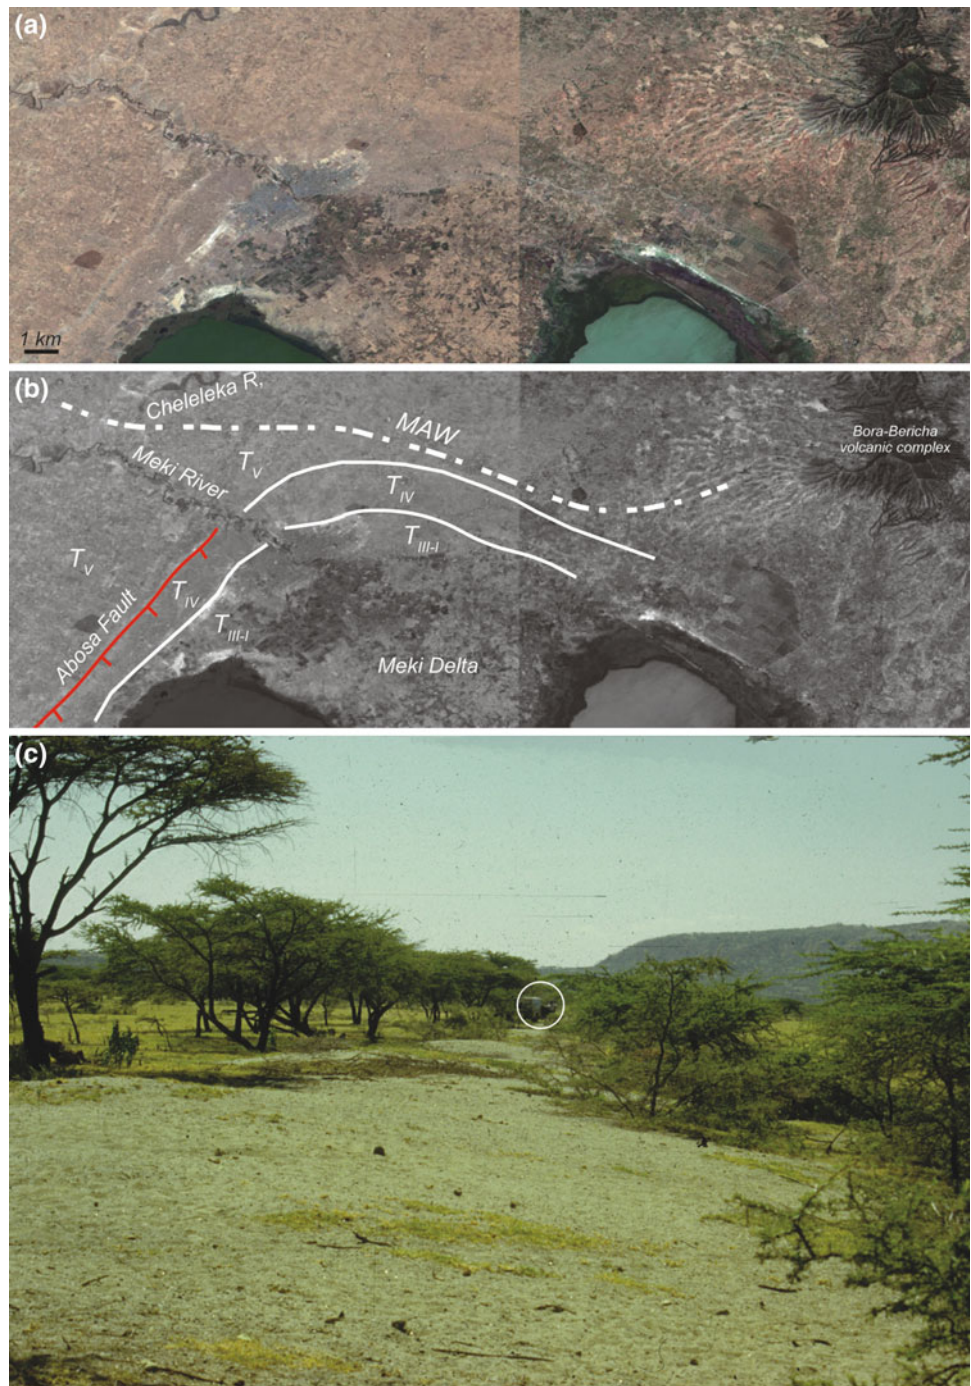 (a)
1 km
(b)
Cheleleka R,
MAW
Bora-Bericha
volcanic complex
Meki River
Tv
TIV
TIII-I
Tv
TIV
TIII-I
Abosa Fault
Meki Delta
(c)